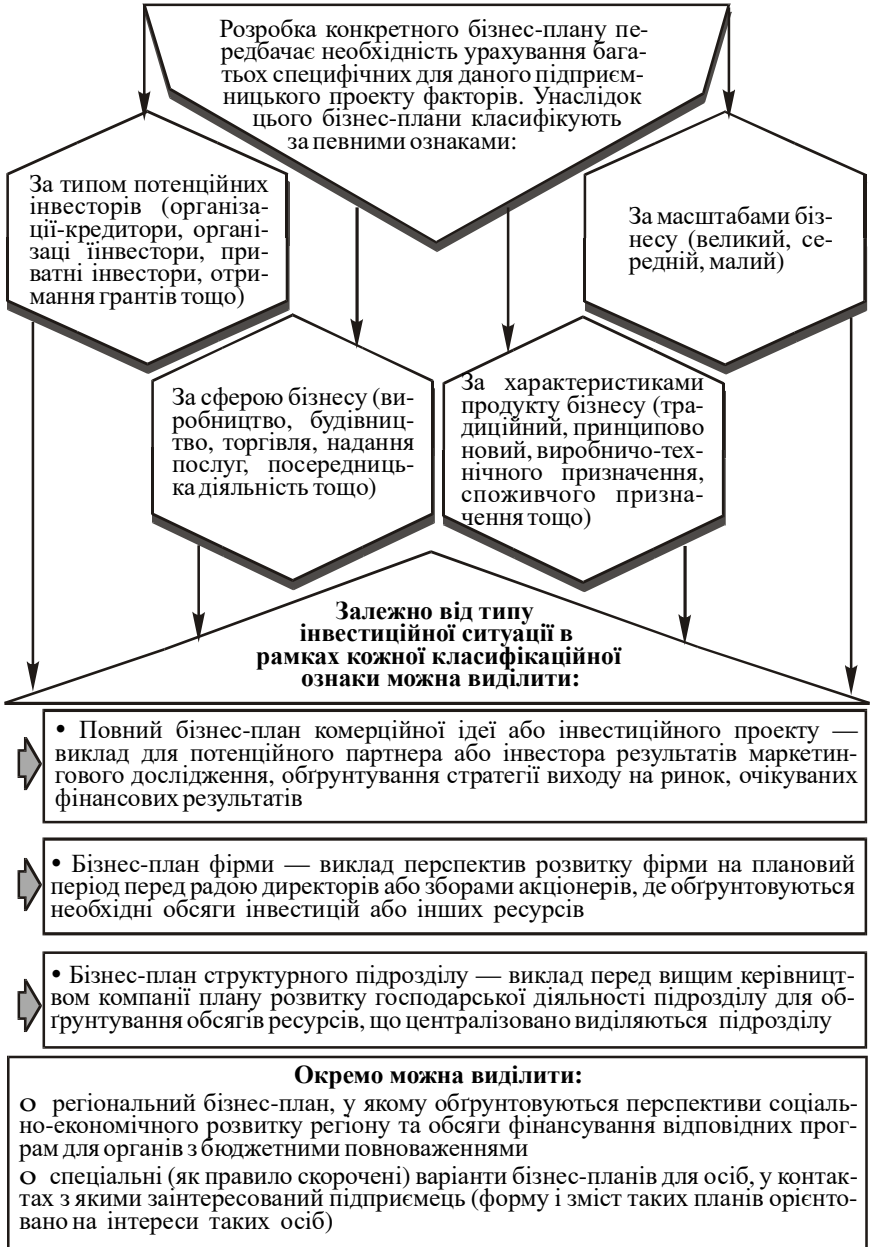 Розробка конкретного бізнес-плану пе-
редбачає необхідність урахування бага-
тьох специфічних для даного підприєм-
ницького проекту факторів. Унаслідок
цього бізнес-плани класифікують
за певними ознаками:
За типом потенційних
інвесторів (організа-
ції-кредитори, органі-
заці їінвестори, при-
ватні інвестори, отри-
мання грантів тощо)
За масштабами біз-
несу (великий, се-
редній, малий)
За сферою бізнесу (ви-
робництво, будівниц-
тво, торгівля, надання
послуг, посередниць-
ка діяльність тощо)
За характеристиками
продукту бізнесу (тра-
диційний, принципово
новий, виробничо-тех-
нічного призначення,
споживчого призна-
чення тощо)
Залежно від типу
інвестиційної ситуації в
рамках кожної класифікаційної
ознаки можна виділити:
• Повний бізнес-план комерційної ідеї або інвестиційного проекту —
виклад для потенційного партнера або інвестора результатів маркетин-
гового дослідження, обґрунтування стратегії виходу на ринок, очікуваних
фінансових результатів
• Бізнес-план фірми — виклад перспектив розвитку фірми на плановий
період перед радою директорів або зборами акціонерів, де обґрунтовуються
необхідні обсяги інвестицій або інших ресурсів
• Бізнес-план структурного підрозділу — виклад перед вищим керівницт-
вом компанії плану розвитку господарської діяльності підрозділу для об-
ґрунтування обсягів ресурсів, що централізовано виділяються підрозділу
Окремо можна виділити:
о регіональний бізнес-план, у якому обґрунтовуються перспективи соціаль-
но-економічного розвитку регіону та обсяги фінансування відповідних прог-
рам для органів з бюджетними повноваженнями
о спеціальні (як правило скорочені) варіанти бізнес-планів для осіб, у контак-
тах з якими заінтересований підприємець (форму і зміст таких планів орієнто-
вано на інтереси таких осіб)